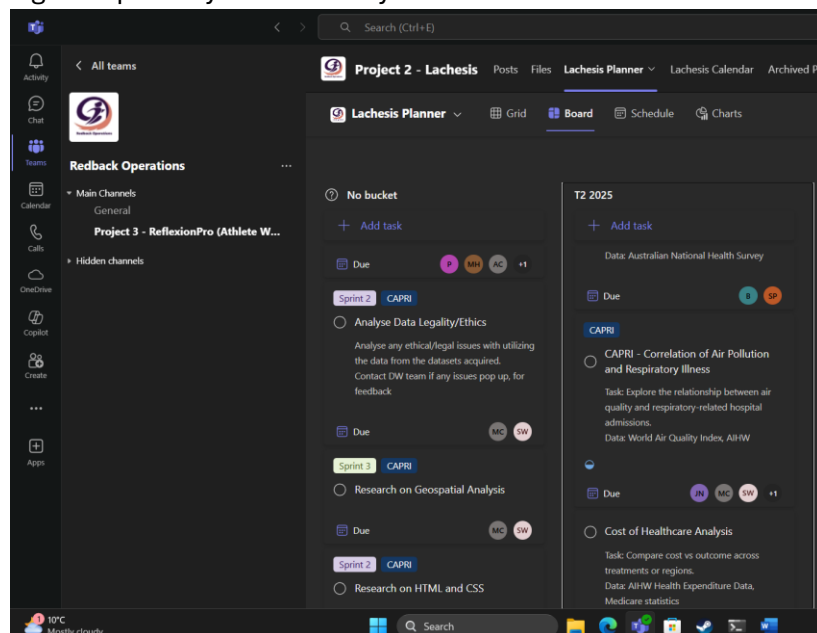 Search (Ctrl+E)
Activity
Chat
Teams
Calendar
Calls
OneDrive
Copilot
Create
Apps
All teams
Redback Operations
Main Channels
General
Project 3 - ReflexionPro (Athlete W...
Hidden channels
Project 2 - Lachesis
Posts
Files
Lachesis Planner
Lachesis Calendar
Archived P
Lachesis Planner
Grid
Board
Schedule
Charts
No bucket
Add task
Due
P
MH
AC
+1
Sprint 2
CAPRI
Analyse Data Legality/Ethics
Analyse any ethical/legal issues with utilizing
the data from the datasets acquired.
Contact DW team if any issues pop up, for
feedback
Due
MC
SW
Sprint 3
CAPRI
Research on Geospatial Analysis
Due
MC
SW
Sprint 2
CAPRI
Research on HTML and CSS
T2 2025
Add task
Data: Australian National Health Survey
Due
B
SP
CAPRI
CAPRI - Correlation of Air Pollution
and Respiratory Illness
Task: Explore the relationship between air
quality and respiratory-related hospital
admissions.
Data: World Air Quality Index, AIHW
Due
JN
MC
SW
+1
Cost of Healthcare Analysis
Task: Compare cost vs outcome across
treatments or regions.
Data: AIHW Health Expenditure Data,
Medicare statistics
10°C
Mostly cloudy
Search